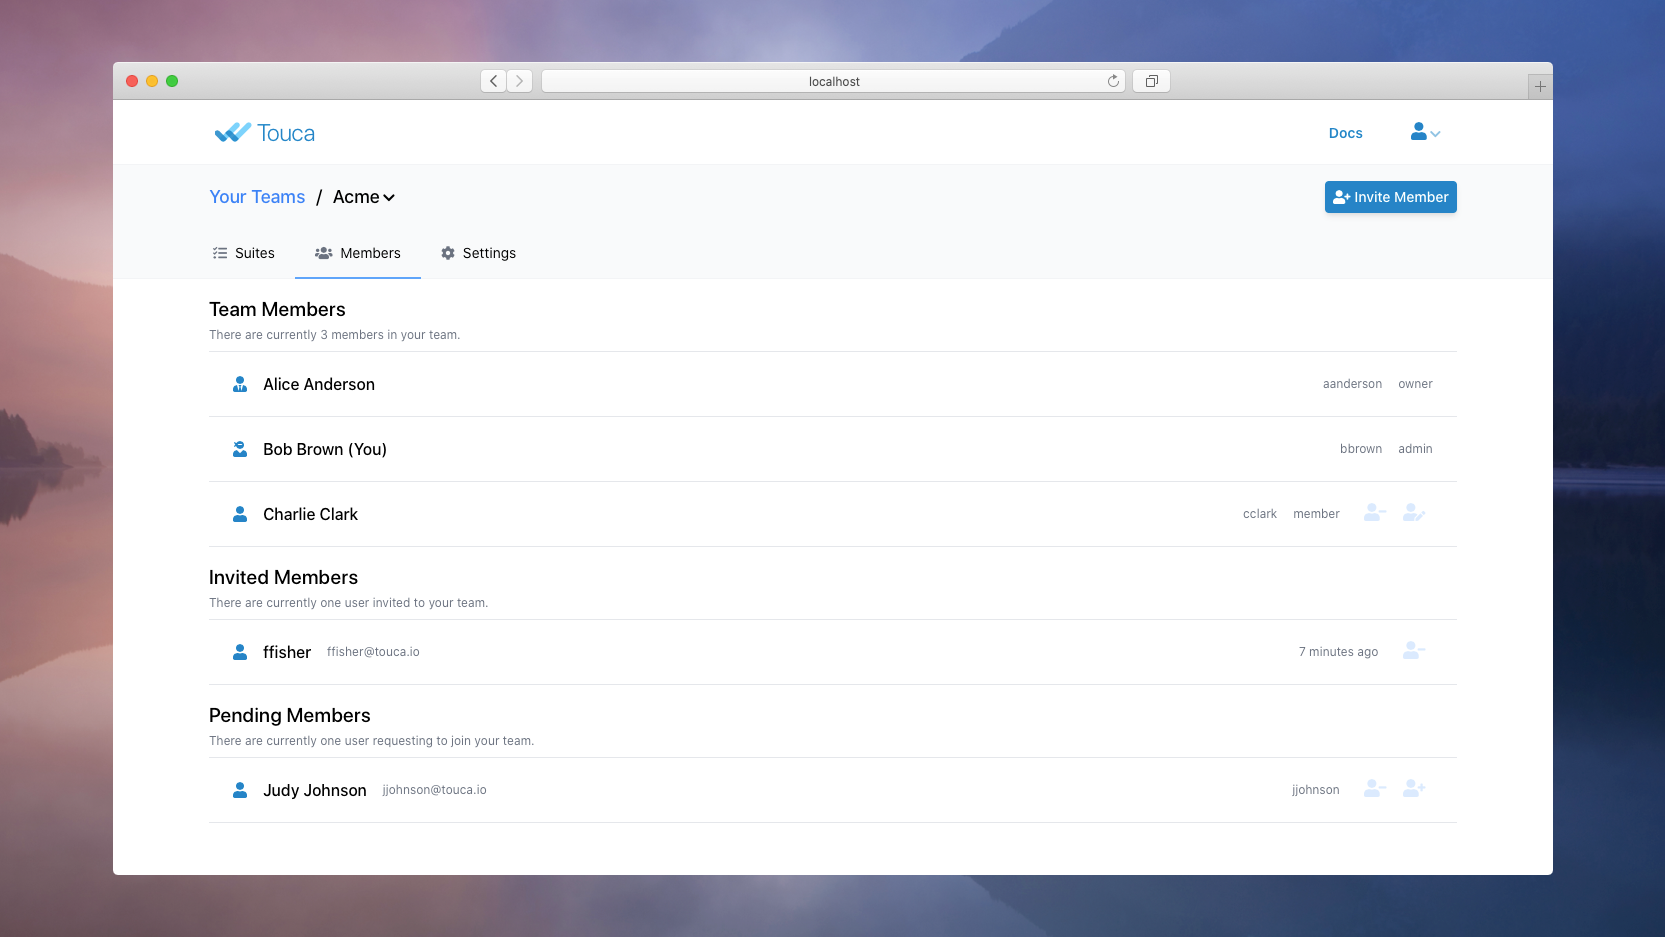 localhost
Touca
Docs
Your Teams / Acme
Invite Member
Suites
Members
Settings
Team Members
There are currently 3 members in your team.
Alice Anderson aanderson owner
Bob Brown (You) bbrown admin
Charlie Clark cclark member
Invited Members
There are currently one user invited to your team.
ffisher ffisher@touca.io 7 minutes ago
Pending Members
There are currently one user requesting to join your team.
Judy Johnson jjohnson@touca.io jjohnson